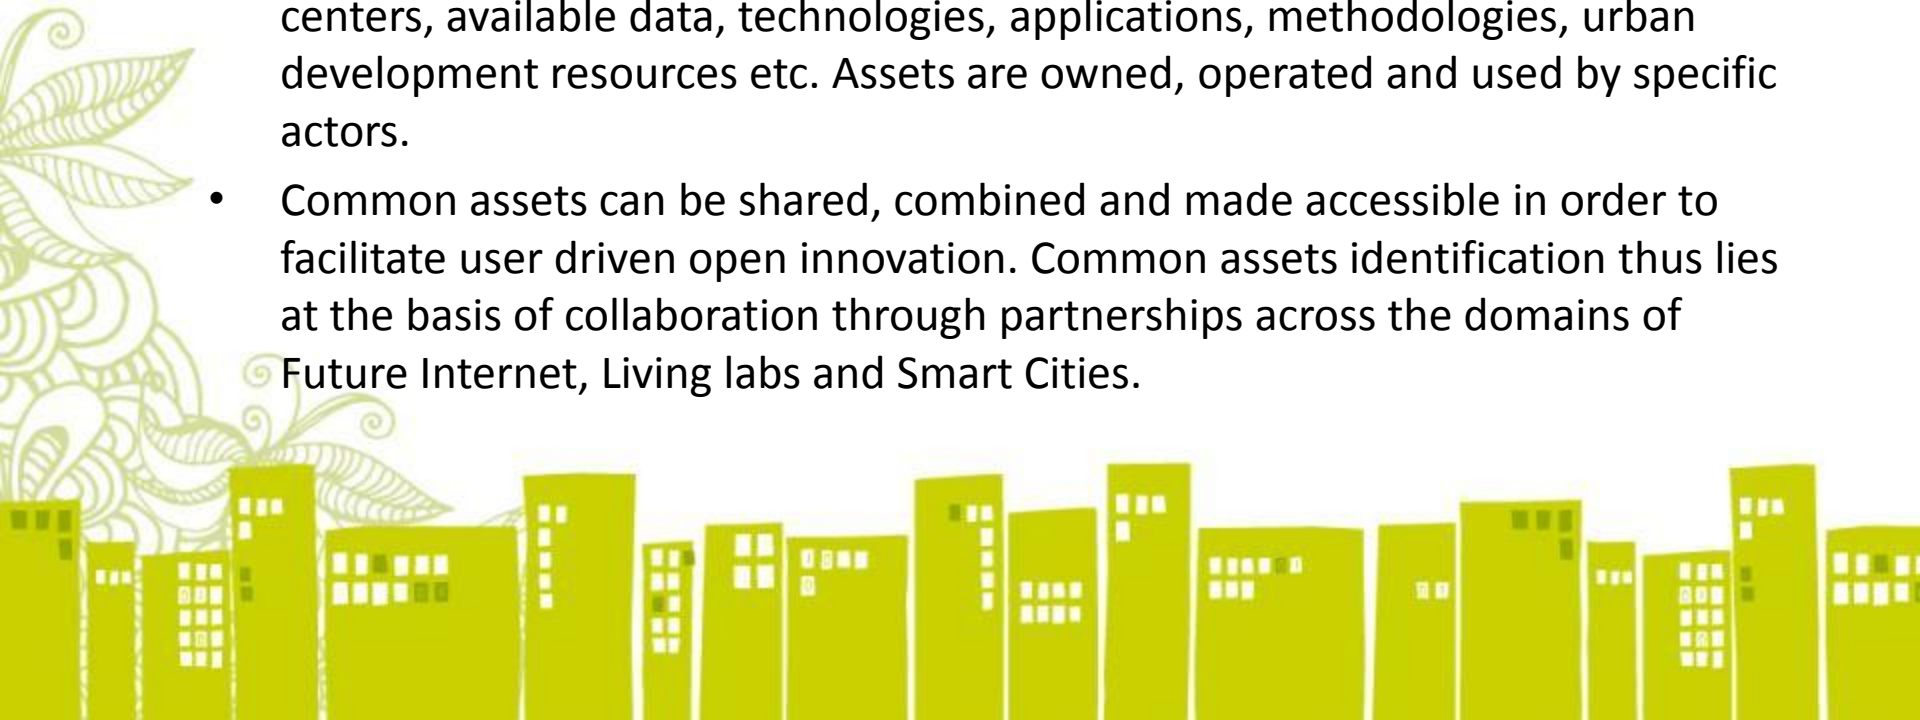 centers, available data, technologies, applications, methodologies, urban
development resources etc. Assets are owned, operated and used by specific
actors.
• Common assets can be shared, combined and made accessible in order to
facilitate user driven open innovation. Common assets identification thus lies
at the basis of collaboration through partnerships across the domains of
Future Internet, Living labs and Smart Cities.